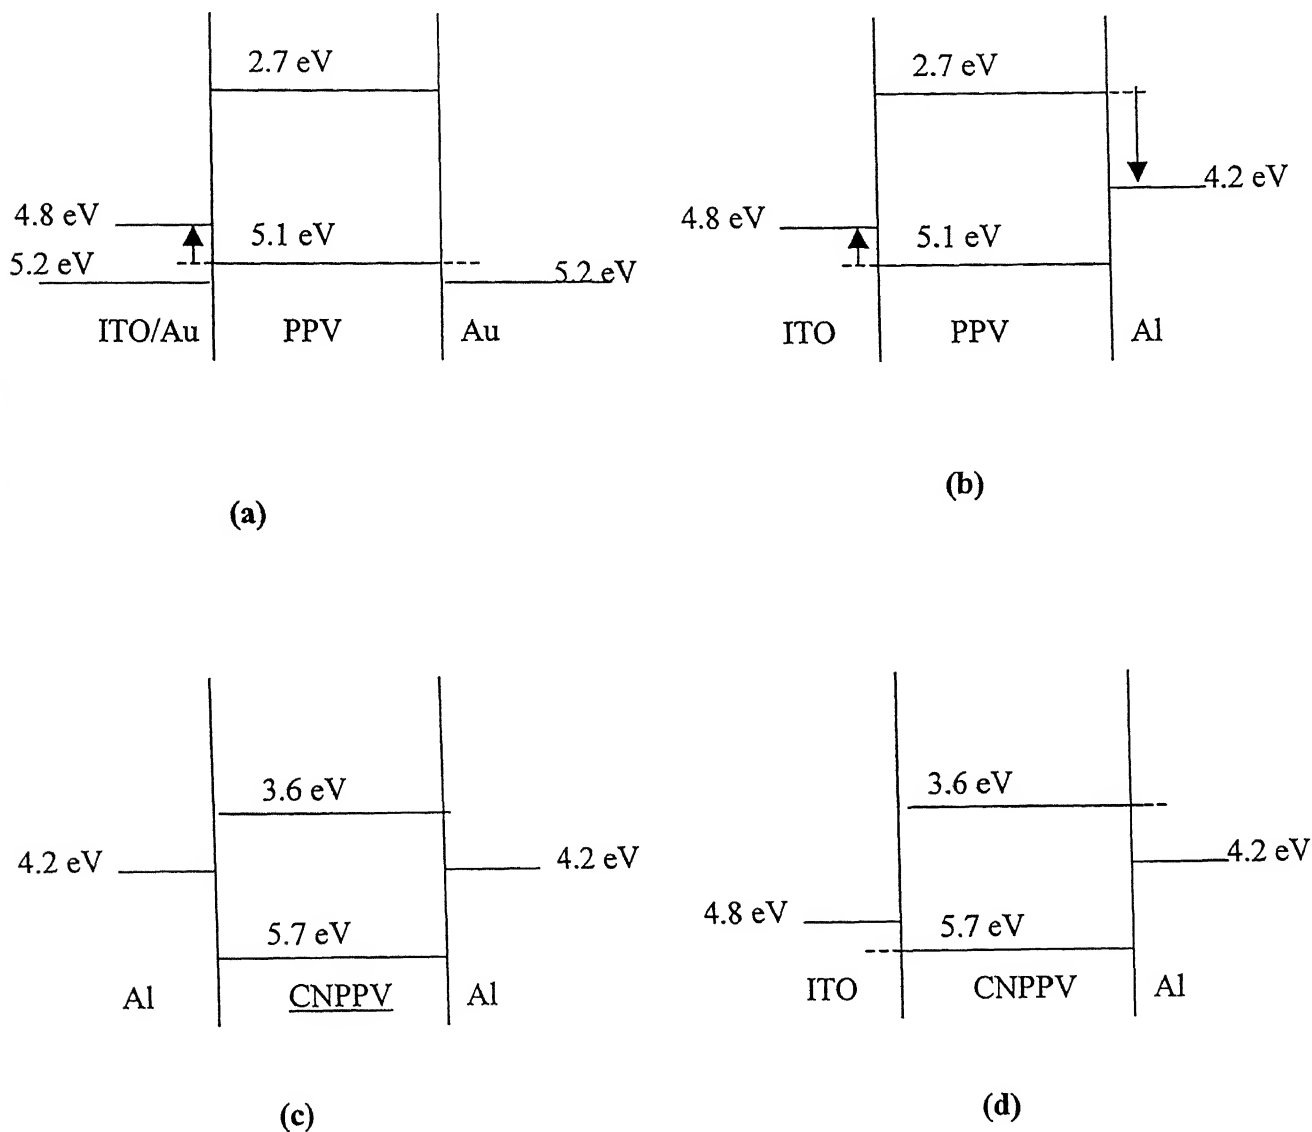 2.7 eV
4.8 eV
5.1 eV
5.2 eV
5.2 eV
ITO/Au PPV Au
(a)
2.7 eV
4.2 eV
4.8 eV
5.1 eV
ITO PPV Al
(b)
3.6 eV
4.2 eV 4.2 eV
5.7 eV
Al CNPPV Al
(c)
3.6 eV
4.2 eV
4.8 eV
5.7 eV
ITO CNPPV Al
(d)